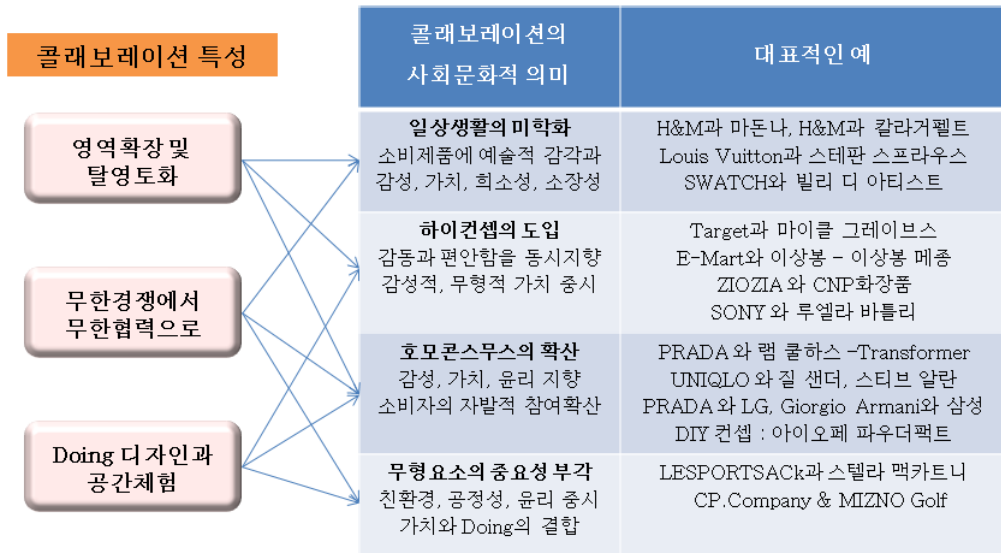 콜래보레이션 특성
영역확장 및
탈영토화
무한경쟁에서
무한협력으로
Doing 디자인과
공간체험
콜래보레이션의
사회문화적 의미
대표적인 예
일상생활의 미학화
소비제품에 예술적 감각과
감성, 가치, 희소성, 소장성
H&M과 마돈나, H&M과 칼라거펠트
Louis Vuitton과 스테판 스프라우스
SWATCH와 빌리 디 아티스트
하이컨셉의 도입
감동과 편안함을 동시지향
감성적, 무형적 가치 중시
Target과 마이클 그레이브스
E-Mart와 이상봉 – 이상봉 메종
ZIOZIA 와 CNP화장품
SONY 와 루엘라 바틀리
호모콘스무스의 확산
감성, 가치, 윤리 지향
소비자의 자발적 참여확산
PRADA 와 램 쿨하스 –Transformer
UNIQLO 와 질 샌더, 스티브 알란
PRADA 와 LG, Giorgio Armani와 삼성
DIY 컨셉 : 아이오페 파우더팩트
무형요소의 중요성 부각
친환경, 공정성, 윤리 중시
가치와 Doing의 결합
LESPORTSACk과 스텔라 맥카트니
CP.Company & MIZNO Golf